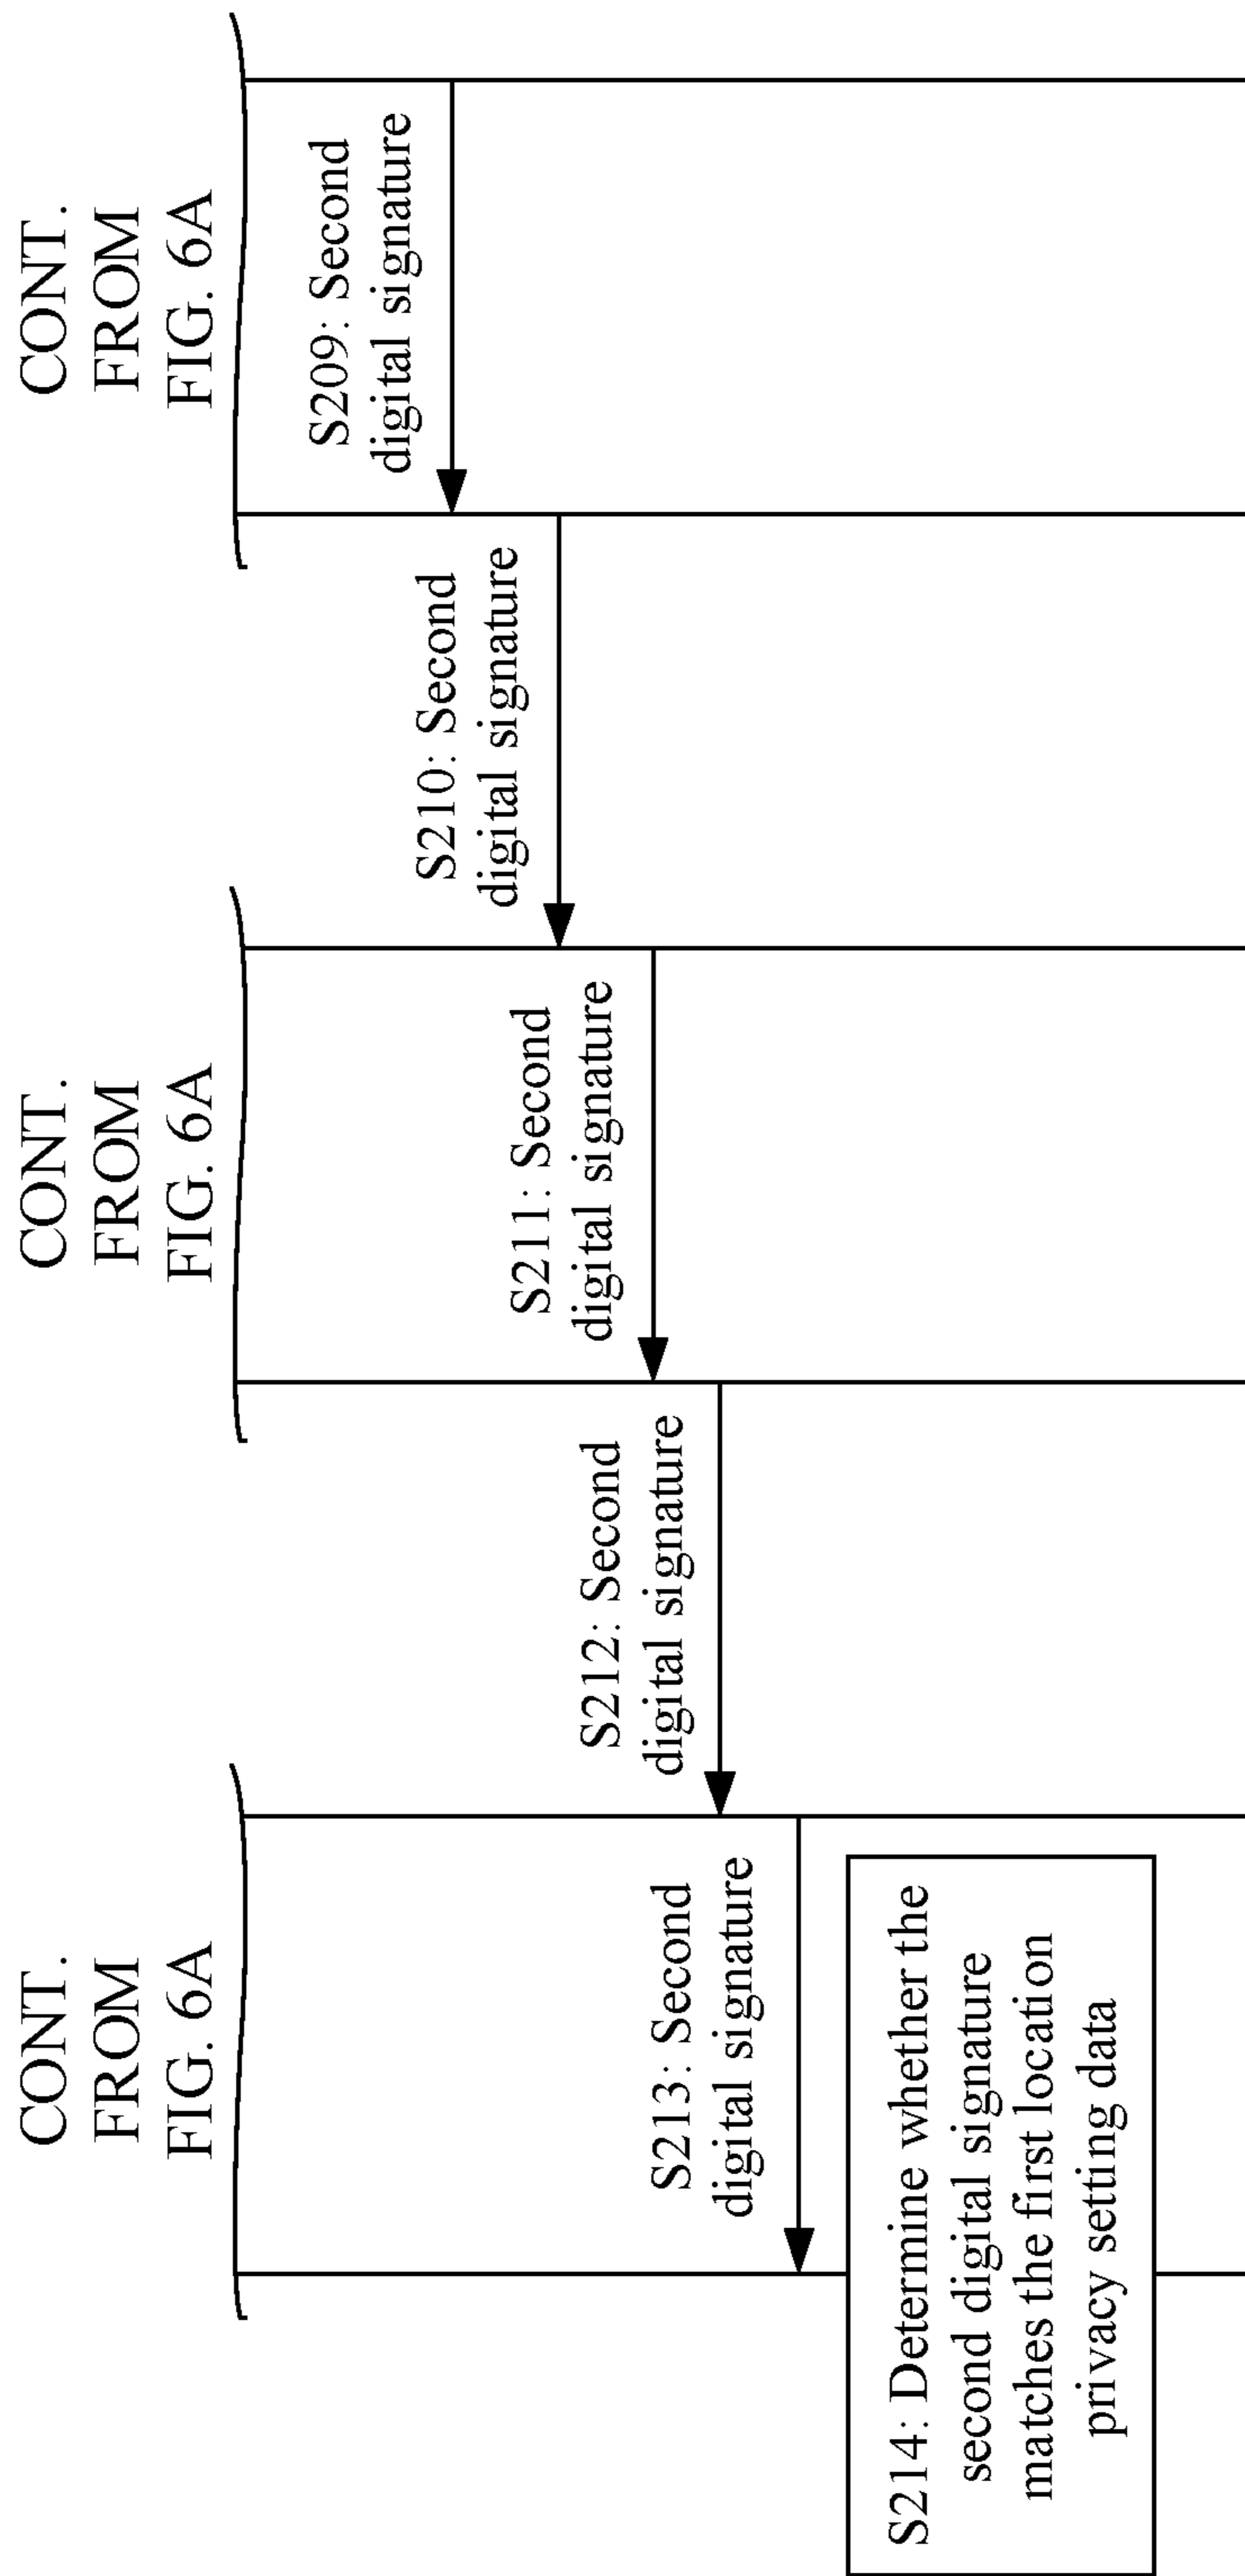 CONT.
FROM
FIG. 6A
CONT.
FROM
FIG. 6A
CONT.
FROM
FIG. 6A
S209: Second
digital signature
S210: Second
digital signature
S211: Second
digital signature
S212: Second
digital signature
S213: Second
digital signature
S214: Determine whether the
second digital signature
matches the first location
privacy setting data